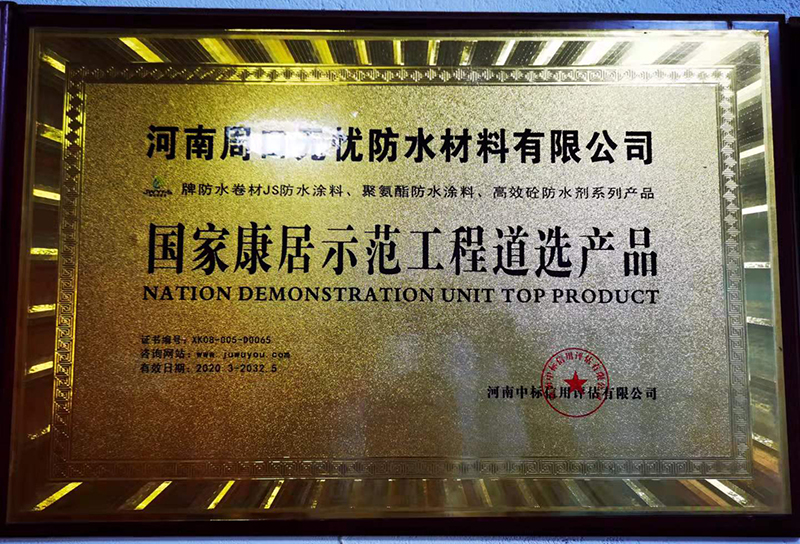 河南周口无忧防水材料有限公司
牌防水卷材JS防水涂料、聚氨酯防水涂料、高效砼防水剂系列产品
国家康居示范工程道选产品
NATION DEMONSTRATION UNIT TOP PRODUCT
证书编号：XK08-005-D0065
咨询网站：www.juwuyou.com
有效日期：2020.3-2032.5
河南中标信用评估有限公司